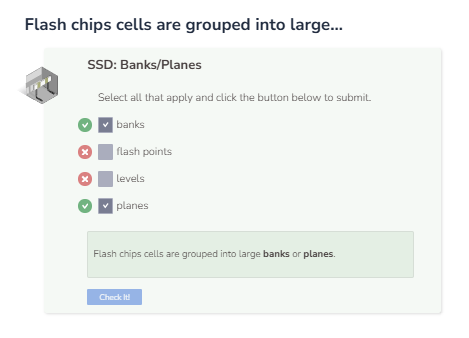 Flash chips cells are grouped into large...
SSD: Banks/Planes
Select all that apply and click the button below to submit.
banks
flash points
levels
planes
Flash chips cells are grouped into large banks or planes.
Check It!